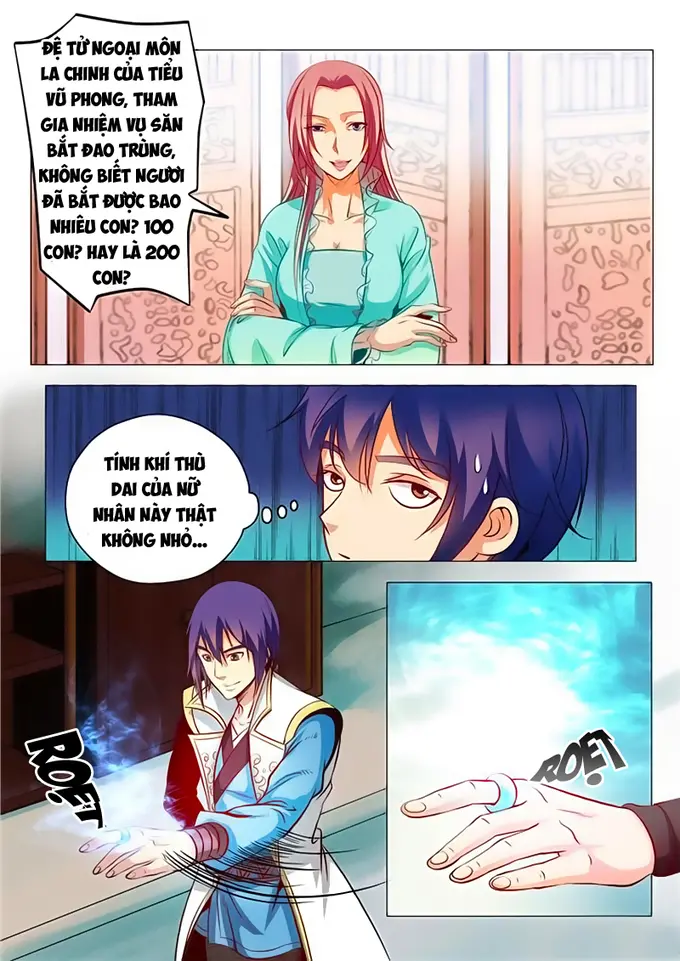 ĐỆ TỬ NGOẠI MÔN
LA CHINH CỦA TIỂU
VŨ PHONG, THAM
GIA NHIỆM VỤ SĂN
BẮT ĐAO TRÙNG,
KHÔNG BIẾT NGƯỜI
ĐÃ BẮT ĐƯỢC BAO
NHIÊU CON? 100
CON? HAY LÀ 200
CON?
TÍNH KHÍ THÙ
DAI CỦA NỮ
NHÂN NÀY THẬT
KHÔNG NHỎ...
ROẸT
ROẸT